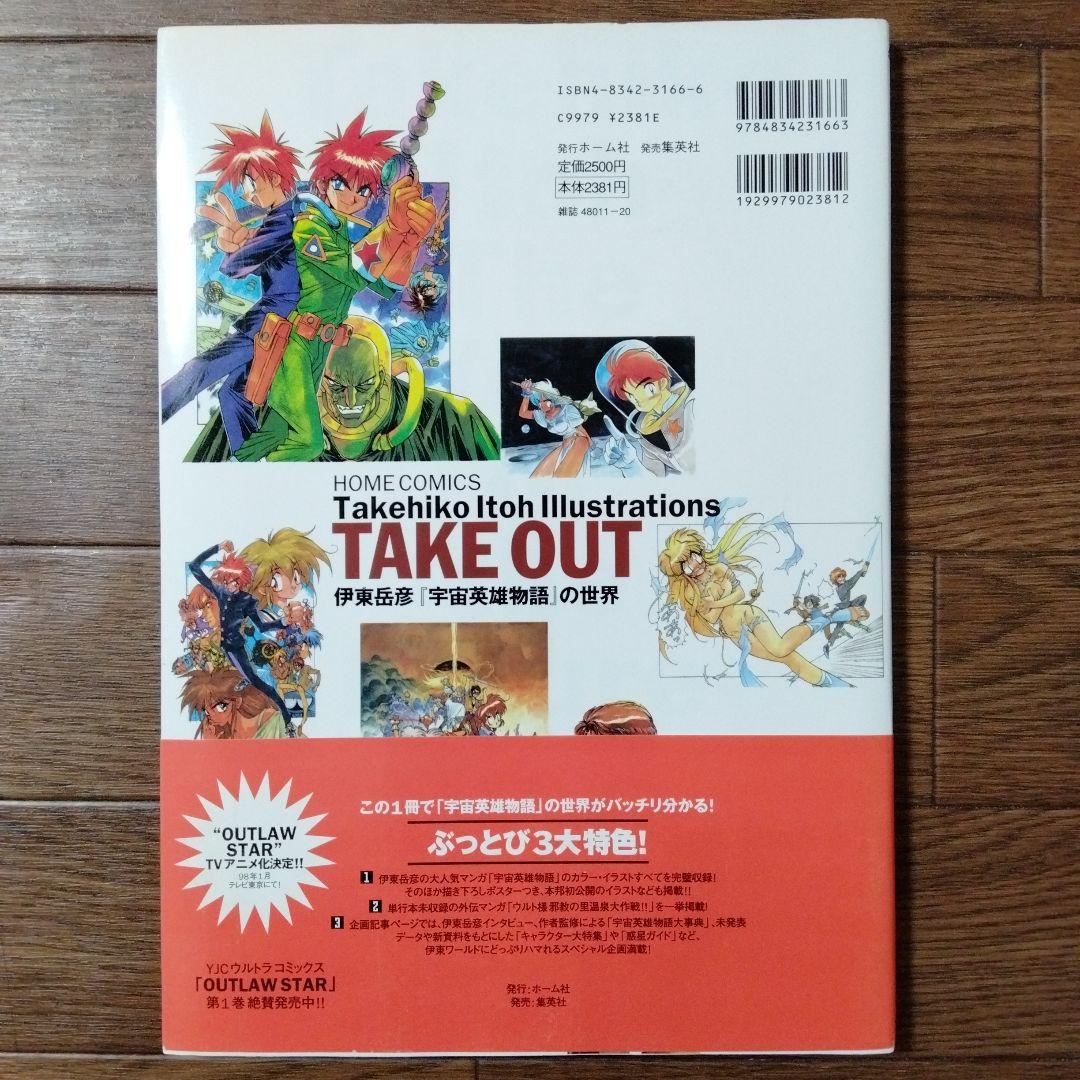 ISBN4-8342-3166-6
C9979 ¥2381E
発行 ホーム社 発売 集英社
定価2500円
本体2381円
雑誌 48011-20
9784834231663
1929979023812
HOME COMICS
Takehiko Itoh Illustrations
TAKE OUT
伊東岳彦『宇宙英雄物語』の世界
この1冊で「宇宙英雄物語」の世界がバッチリ分かる!
ぶっとび3大特色!
1 伊東岳彦の大人気マンガ「宇宙英雄物語」のカラー・イラストすべてを完璧収録!
そのほか描き下ろしポスターつき、本邦初公開のイラストなども掲載!!
2 単行本未収録の外伝マンガ「ウルト様 邪教の里温泉大作戦!!」を一挙掲載!
3 企画記事ページでは、伊東岳彦インタビュー、作者監修による「宇宙英雄物語大事典」、未発表
データや新資料をもとにした「キャラクター大特集」や「惑星ガイド」など、
伊東ワールドにどっぷりハマれるスペシャル企画満載!
"OUTLAW
STAR"
TVアニメ化決定!!
98年1月
テレビ東京にて!
YJCウルトラコミックス
「OUTLAW STAR」
第1巻 絶賛発売中!!
発行:ホーム社
発売:集英社